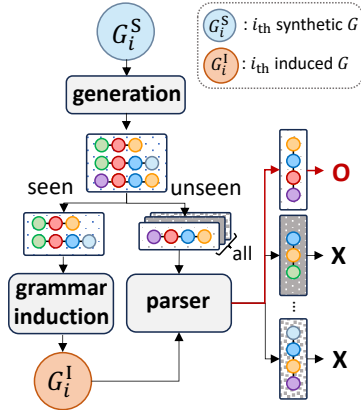 G_i^S
G_i^S : i_th synthetic G
G_i^I : i_th induced G
generation
seen
unseen
all
O
grammar
induction
parser
X
G_i^I
X